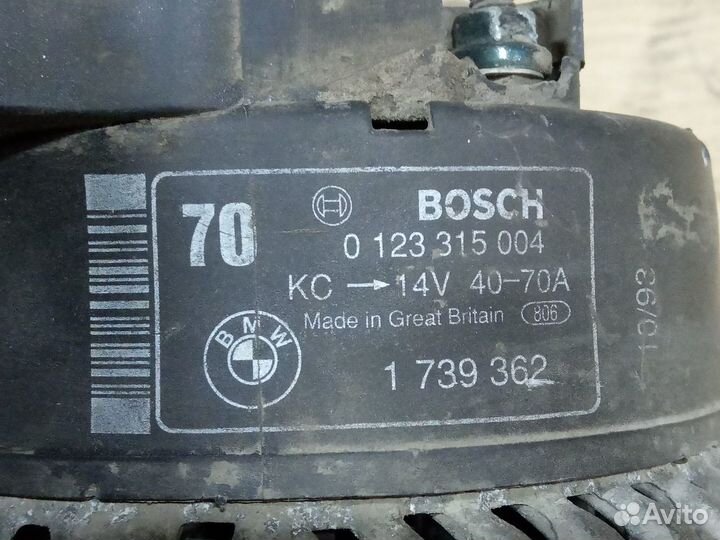 70 BOSCH
0 123 315 004
KC → 14V 40-70A
Made in Great Britain 806
BMW
1 739 362
10/93
Avito